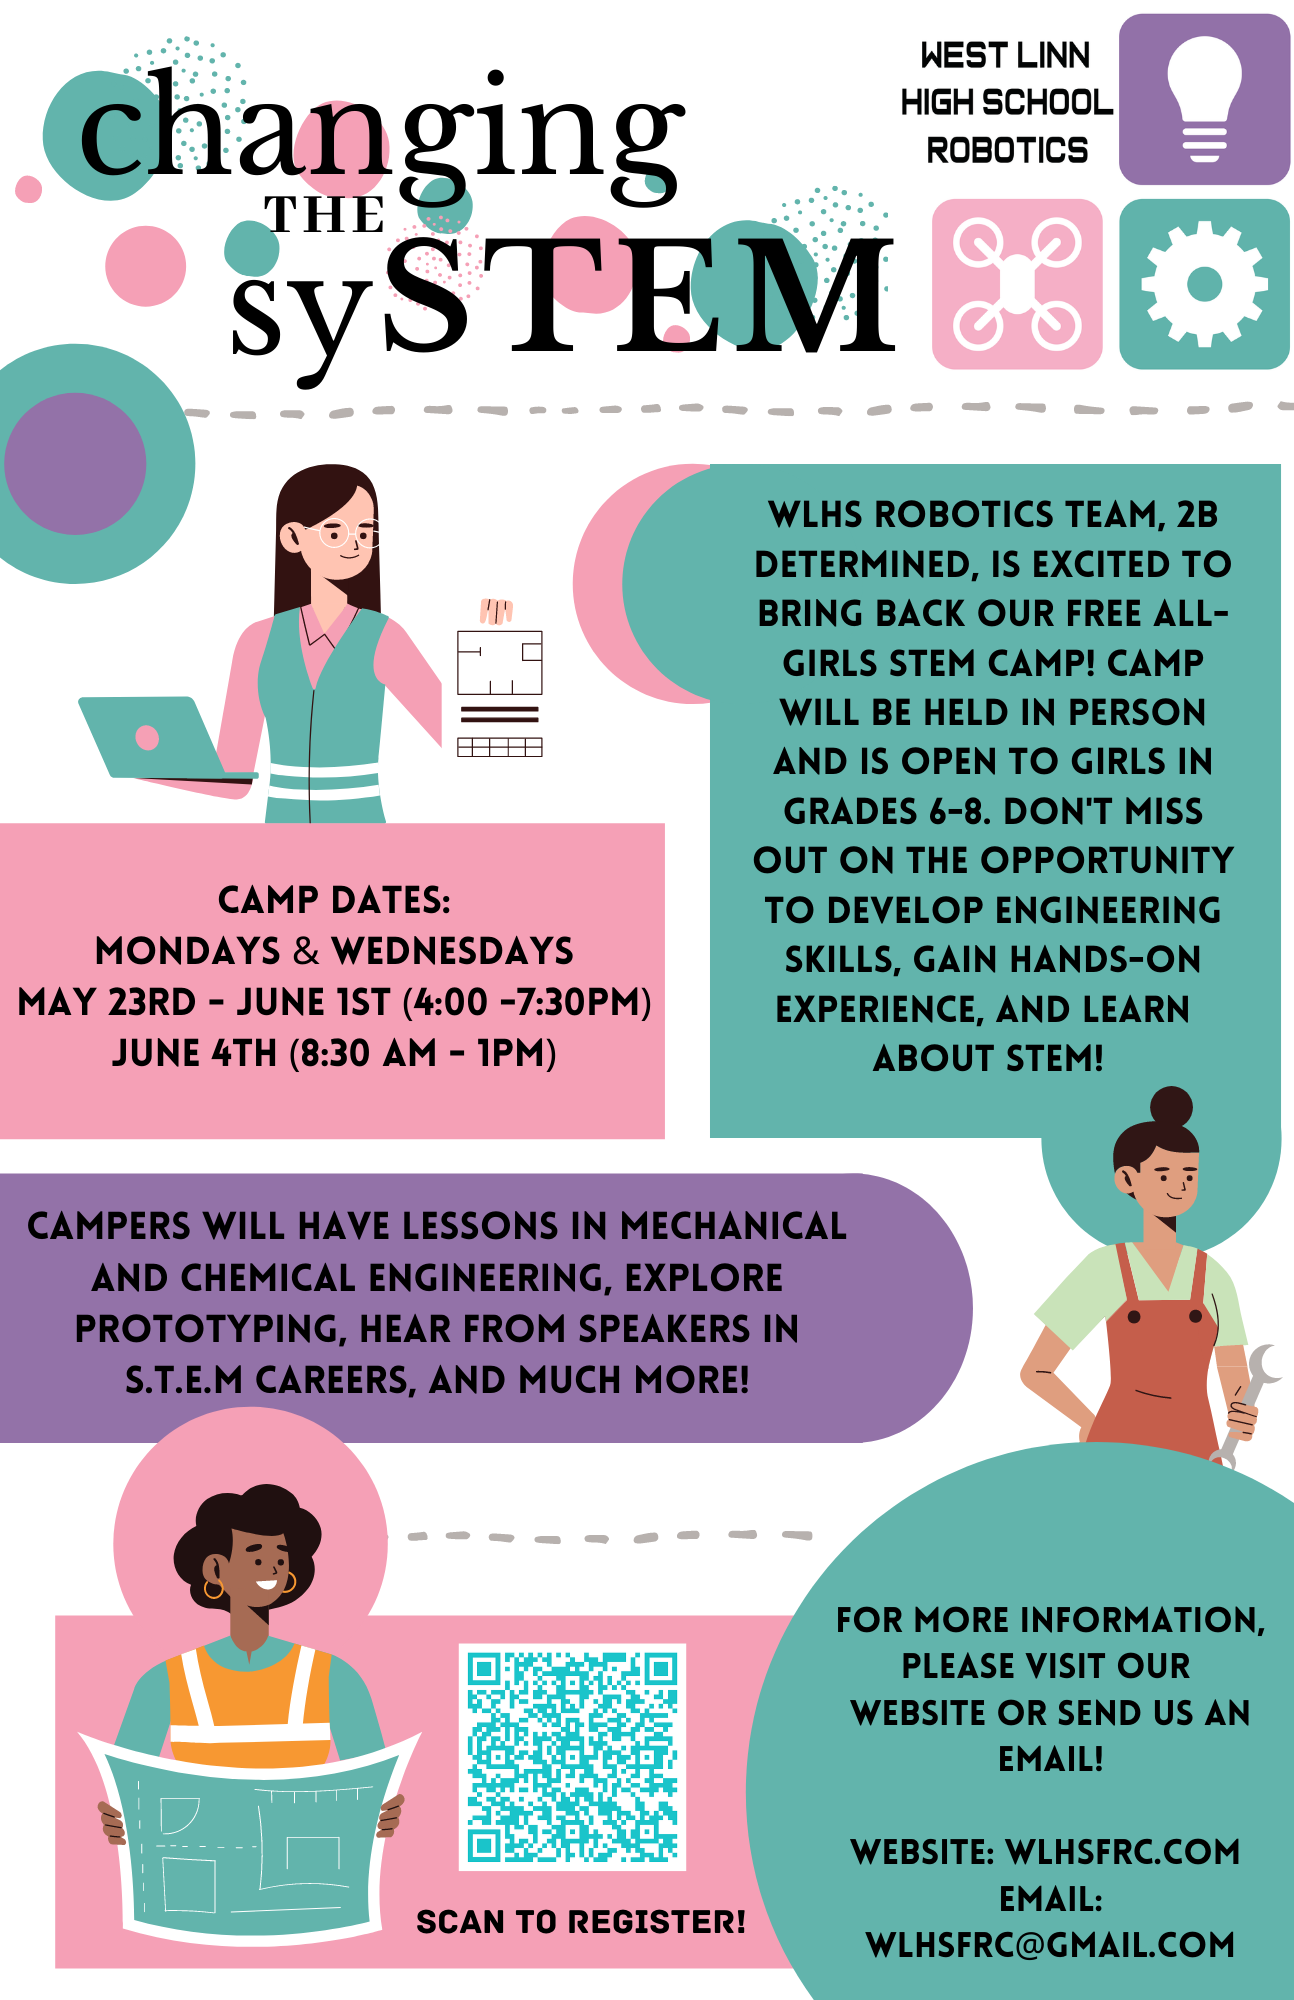 changing
THE
sySTEM
WEST LINN
HIGH SCHOOL
ROBOTICS
WLHS ROBOTICS TEAM, 2B
DETERMINED, IS EXCITED TO
BRING BACK OUR FREE ALL-
GIRLS STEM CAMP! CAMP
WILL BE HELD IN PERSON
AND IS OPEN TO GIRLS IN
GRADES 6-8. DON'T MISS
OUT ON THE OPPORTUNITY
TO DEVELOP ENGINEERING
SKILLS, GAIN HANDS-ON
EXPERIENCE, AND LEARN
ABOUT STEM!
CAMP DATES:
MONDAYS & WEDNESDAYS
MAY 23RD - JUNE 1ST (4:00 -7:30PM)
JUNE 4TH (8:30 AM - 1PM)
CAMPERS WILL HAVE LESSONS IN MECHANICAL
AND CHEMICAL ENGINEERING, EXPLORE
PROTOTYPING, HEAR FROM SPEAKERS IN
S.T.E.M CAREERS, AND MUCH MORE!
SCAN TO REGISTER!
FOR MORE INFORMATION,
PLEASE VISIT OUR
WEBSITE OR SEND US AN
EMAIL!
WEBSITE: WLHSFRC.COM
EMAIL:
WLHSFRC@GMAIL.COM